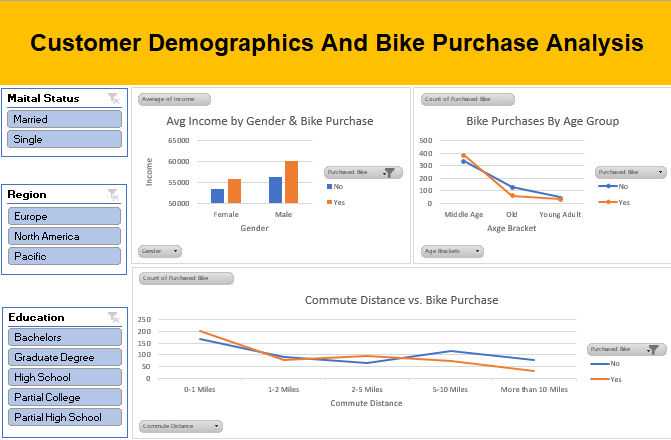 Customer Demographics And Bike Purchase Analysis
Maital Status
Married
Single
Region
Europe
North America
Pacific
Education
Bachelors
Graduate Degree
High School
Partial College
Partial High School
Average of Income
Avg Income by Gender & Bike Purchase
65000
60000
55000
50000
Income
Female
Male
Gender
Purchased Bike
No
Yes
Gender
Count of Purchased Bike
Bike Purchases By Age Group
500
400
300
200
100
0
Middle Age
Old
Young Adult
Axge Bracket
Purchased Bike
No
Yes
Age Brackets
Count of Purchased Bike
Commute Distance vs. Bike Purchase
250
200
150
100
50
0
0-1 Miles
1-2 Miles
2-5 Miles
5-10 Miles
More than 10 Miles
Commute Distance
Purchased Bike
No
Yes
Commute Distance